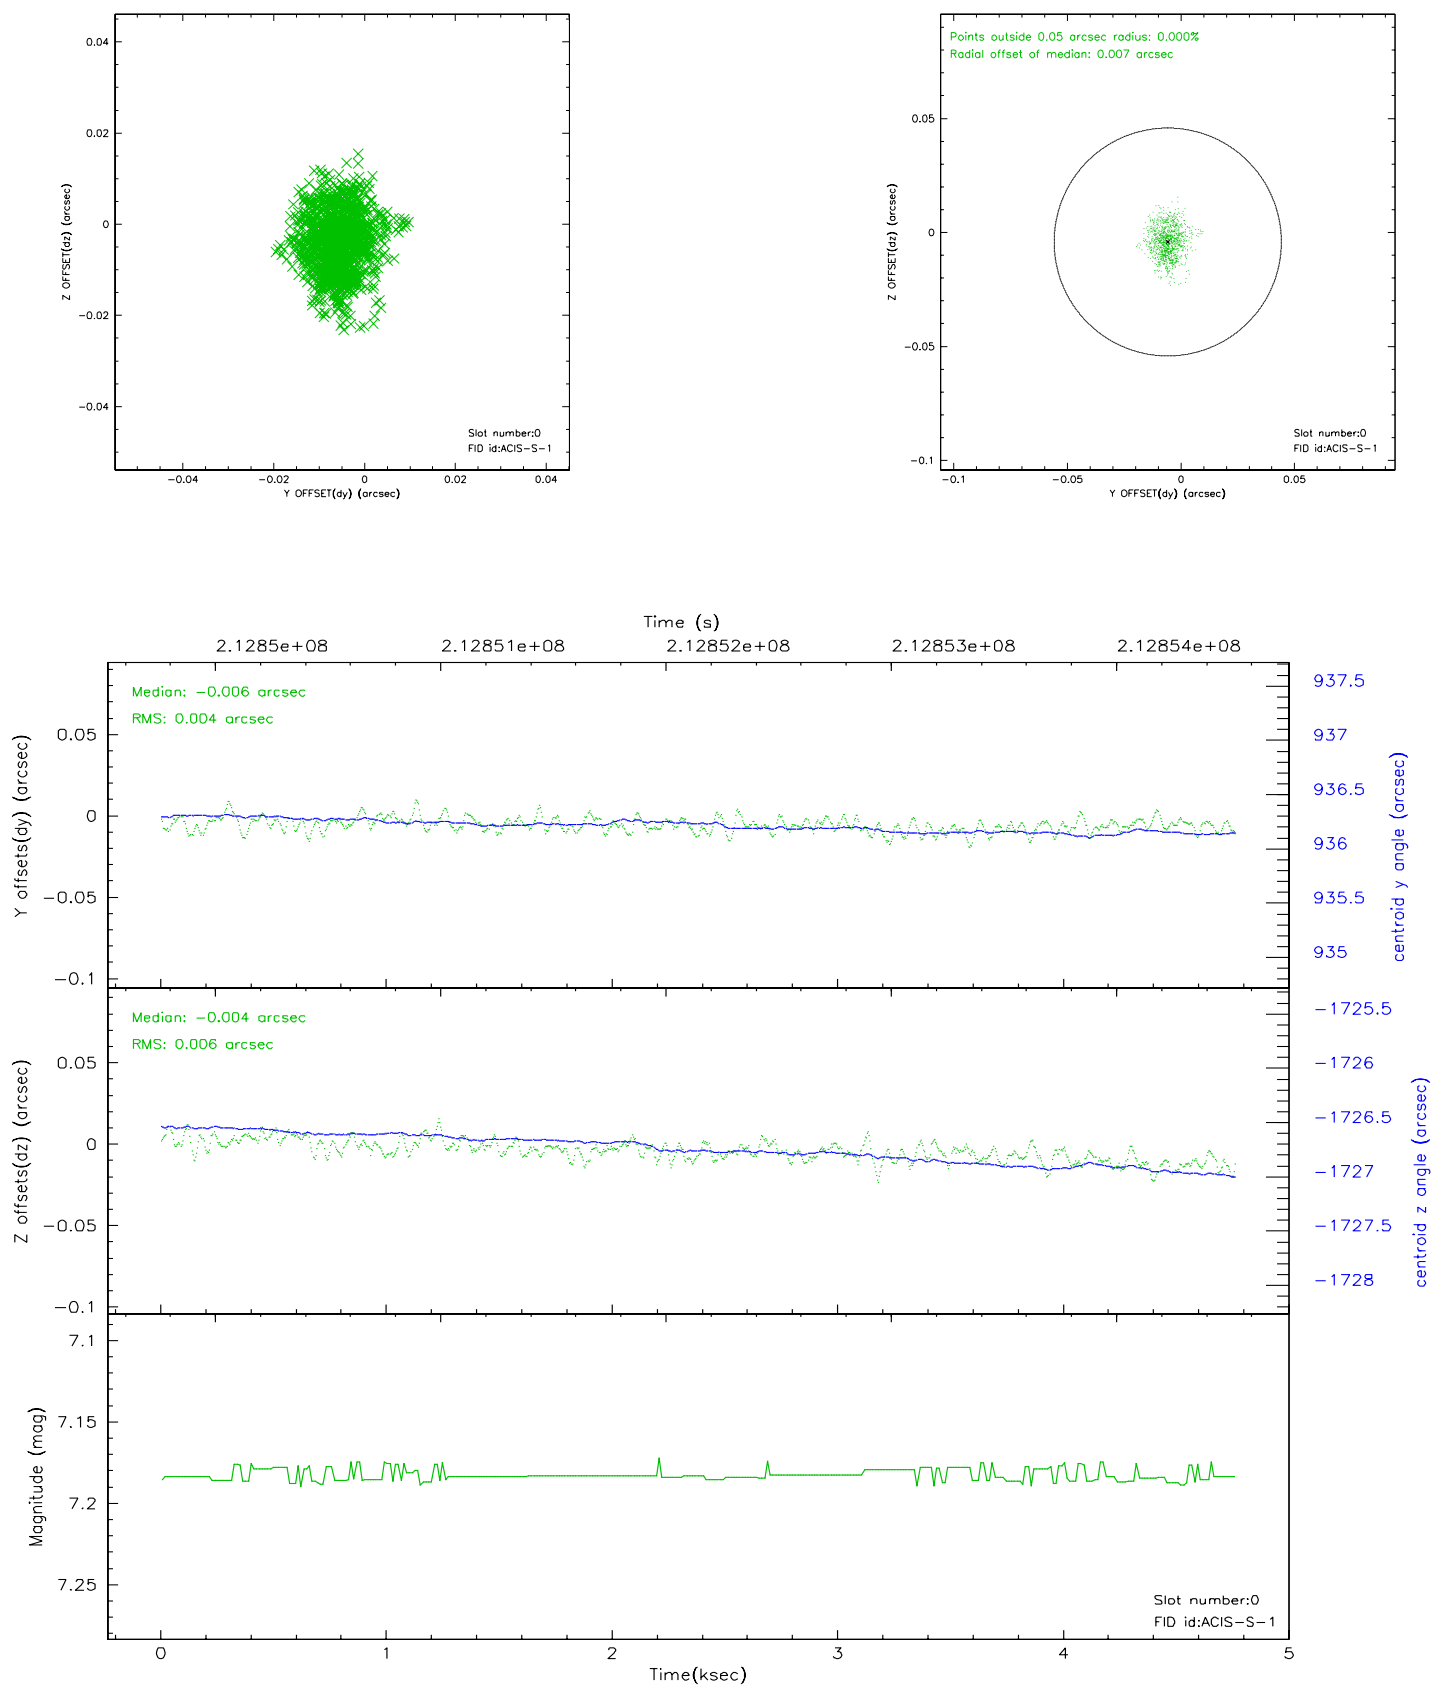 0.04
0.02
0
-0.02
-0.04
Z OFFSET(dz) (arcsec)
Slot number:0
FID id:ACIS-S-1
-0.04 -0.02 0 0.02 0.04
Y OFFSET(dy) (arcsec)
Points outside 0.05 arcsec radius: 0.000%
Radial offset of median: 0.007 arcsec
0.05
0
-0.05
-0.1
Z OFFSET(dz) (arcsec)
Slot number:0
FID id:ACIS-S-1
-0.1 -0.05 0 0.05
Y OFFSET(dy) (arcsec)
Time (s)
2.1285e+08 2.12851e+08 2.12852e+08 2.12853e+08 2.12854e+08
Median: -0.006 arcsec
RMS: 0.004 arcsec
0.05
0
-0.05
-0.1
Y offsets(dy) (arcsec)
937.5
937
936.5
936
935.5
935
centroid y angle (arcsec)
Median: -0.004 arcsec
RMS: 0.006 arcsec
0.05
0
-0.05
-0.1
Z offsets(dz) (arcsec)
-1725.5
-1726
-1726.5
-1727
-1727.5
-1728
centroid z angle (arcsec)
7.1
7.15
7.2
7.25
Magnitude (mag)
Slot number:0
FID id:ACIS-S-1
0 1 2 3 4 5
Time(ksec)